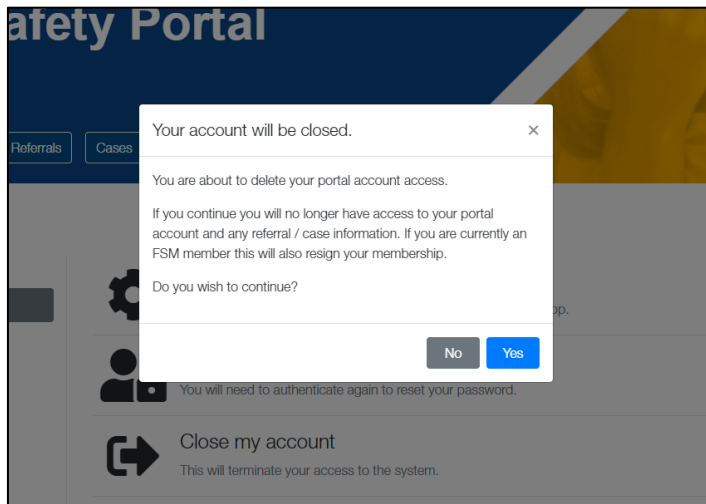 afety Portal
Referrals
Cases
Your account will be closed.
×
You are about to delete your portal account access.
If you continue you will no longer have access to your portal
account and any referral / case information. If you are currently an
FSM member this will also resign your membership.
Do you wish to continue?
No
Yes
op.
You will need to authenticate again to reset your password.
Close my account
This will terminate your access to the system.